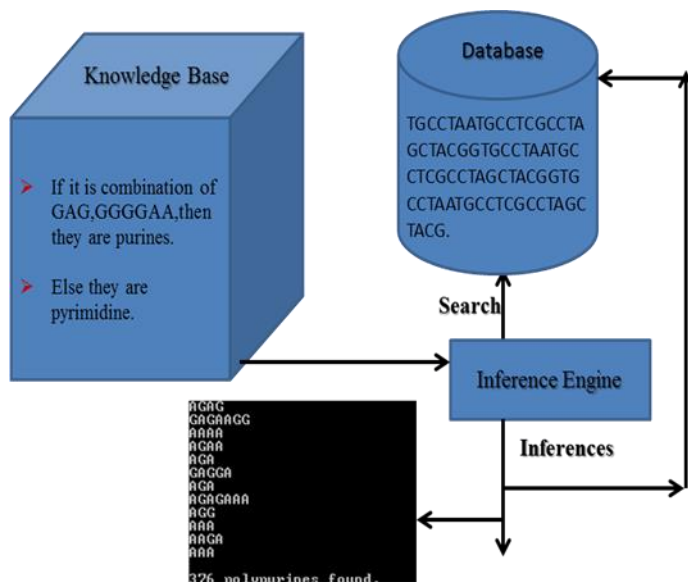 Knowledge Base
If it is combination of
GAG,GGGGAA,then
they are purines.
Else they are
pyrimidine.
Database
TGCCTAATGCCTCGCCTA
GCTACGGTGCCTAATGC
CTCGCCTAGCTACGGTG
CCTAATGCCTCGCCTAGC
TACG.
Search
Inference Engine
Inferences
AGAG
GAGAAGG
AAAA
AGAA
AGA
GAGGA
AGA
AGAGAAA
AGG
AAA
AAGA
AAA
376 polypurines found.